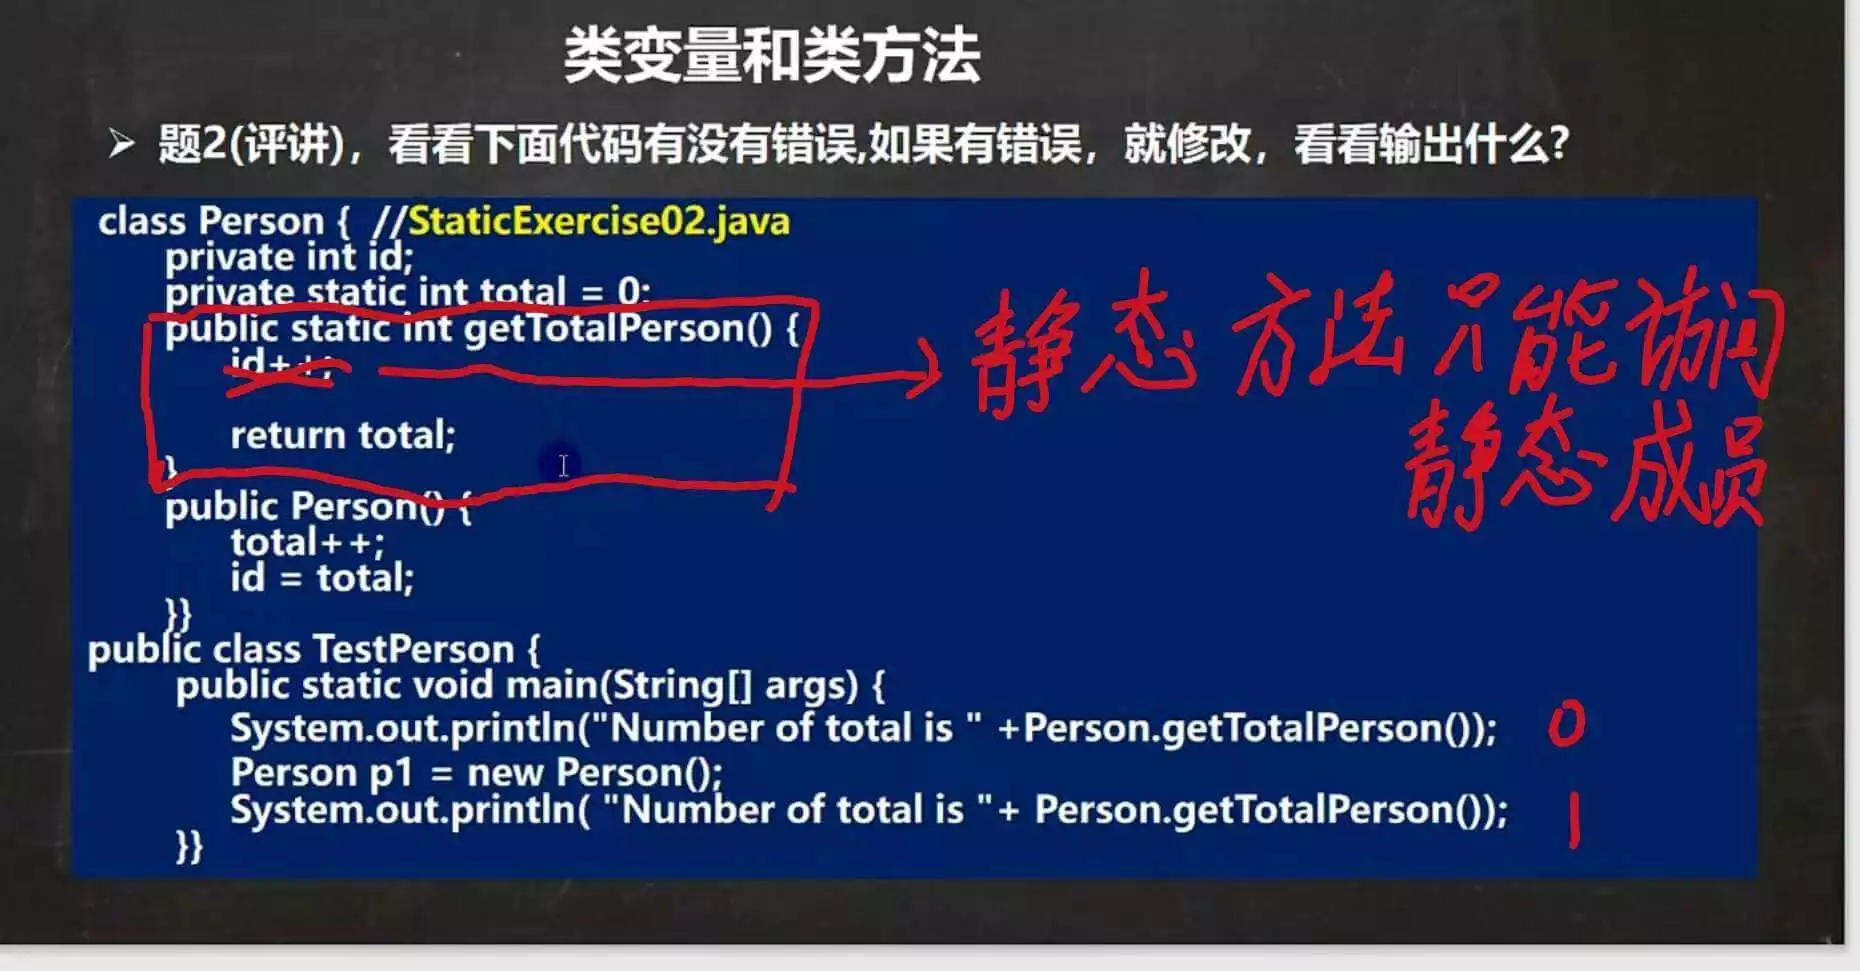 类变量和类方法
➢ 题2(评讲)，看看下面代码有没有错误,如果有错误，就修改，看看输出什么?
class Person { //StaticExercise02.java
private int id;
private static int total = 0;
public static int getTotalPerson() {
id++;
静态方法只能访问
静态成员
return total;
}
public Person() {
total++;
id = total;
}}
public class TestPerson {
public static void main(String[] args) {
System.out.println("Number of total is " +Person.getTotalPerson()); 0
Person p1 = new Person();
System.out.println( "Number of total is "+ Person.getTotalPerson()); 1
}}